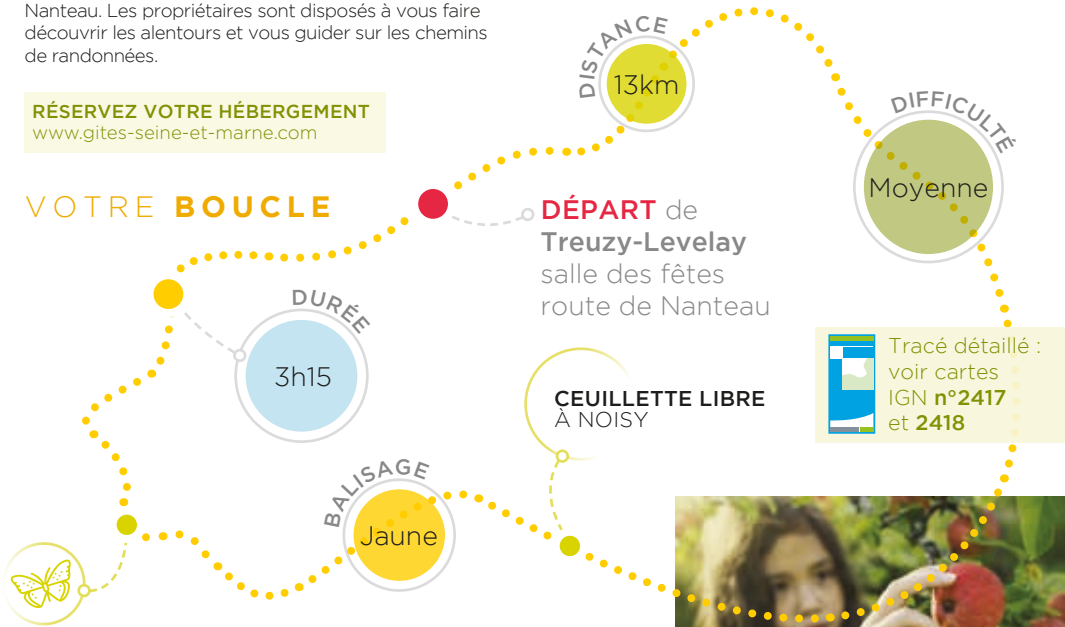 Nanteau. Les propriétaires sont disposés à vous faire
découvrir les alentours et vous guider sur les chemins
de randonnées.
RÉSERVEZ VOTRE HÉBERGEMENT
www.gites-seine-et-marne.com
VOTRE BOUCLE
DISTANCE
13km
DIFFICULTÉ
Moyenne
DÉPART de
Treuzy-Levelay
salle des fêtes
route de Nanteau
DURÉE
3h15
Tracé détaillé :
voir cartes
IGN n°2417
et 2418
CEUILLETTE LIBRE
À NOISY
BALISAGE
Jaune